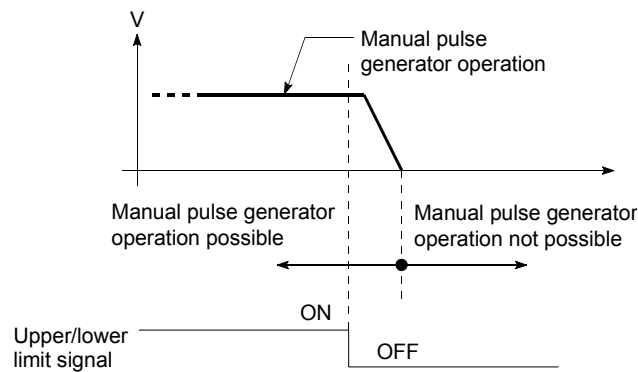 V
Manual pulse
generator operation
Manual pulse generator
operation possible
Manual pulse generator
operation not possible
ON
Upper/lower
limit signal
OFF